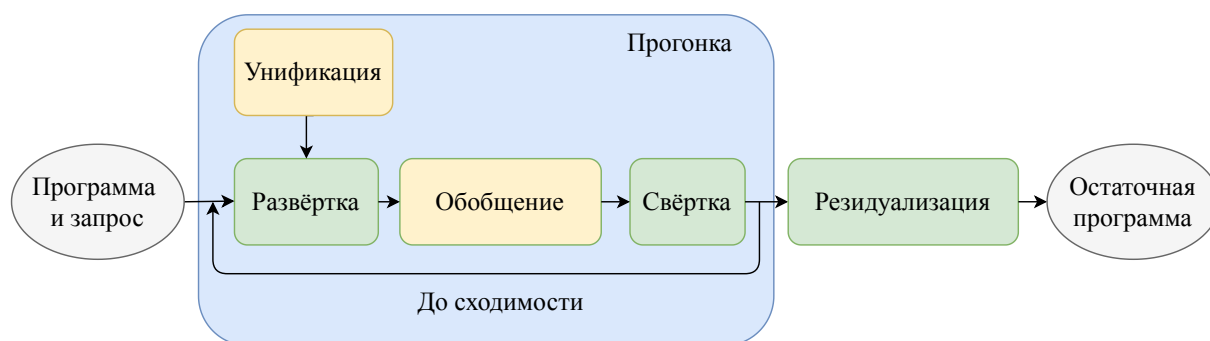 Прогонка
Унификация
Программа
и запрос
Развёртка
Обобщение
Свёртка
Резидуализация
Остаточная
программа
До сходимости